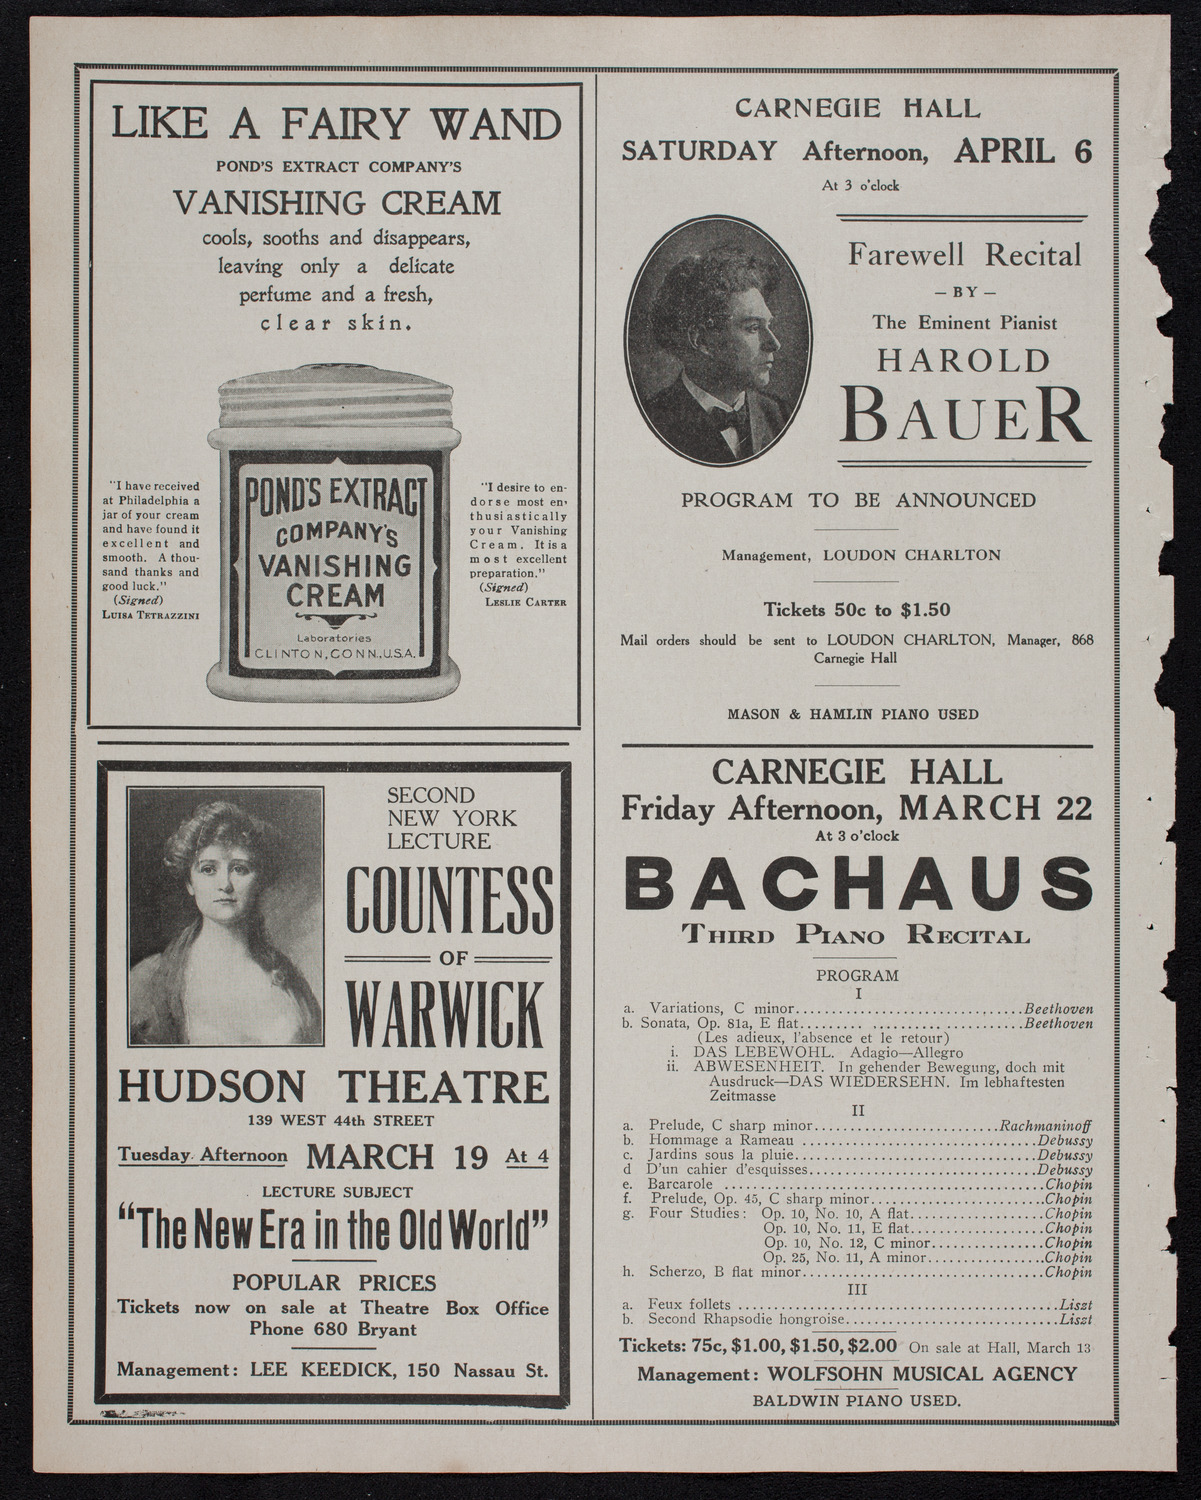 LIKE A FAIRY WAND
POND'S EXTRACT COMPANY'S
VANISHING CREAM
cools, sooths and disappears,
leaving only a delicate
perfume and a fresh,
clear skin.
"I have received
at Philadelphia a
jar of your cream
and have found it
excellent and
smooth. A thou-
sand thanks and
good luck."
(Signed)
LUISA TETRAZZINI
POND'S EXTRACT
COMPANY'S
VANISHING
CREAM
Laboratories
CLINTON, CONN., U.S.A.
"I desire to en-
dorse most en-
thusiastically
your Vanishing
Cream. It is a
most excellent
preparation."
(Signed)
LESLIE CARTER
SECOND
NEW YORK
LECTURE
COUNTESS
OF
WARWICK
HUDSON THEATRE
139 WEST 44th STREET
Tuesday Afternoon MARCH 19 At 4
LECTURE SUBJECT
"The New Era in the Old World"
POPULAR PRICES
Tickets now on sale at Theatre Box Office
Phone 680 Bryant
Management: LEE KEEDICK, 150 Nassau St.
CARNEGIE HALL
SATURDAY Afternoon, APRIL 6
At 3 o'clock
Farewell Recital
— BY —
The Eminent Pianist
HAROLD
BAUER
PROGRAM TO BE ANNOUNCED
Management, LOUDON CHARLTON
Tickets 50c to $1.50
Mail orders should be sent to LOUDON CHARLTON, Manager, 868
Carnegie Hall
MASON & HAMLIN PIANO USED
CARNEGIE HALL
Friday Afternoon, MARCH 22
At 3 o'clock
BACHAUS
THIRD PIANO RECITAL
PROGRAM
I
a. Variations, C minor..............................Beethoven
b. Sonata, Op. 81a, E flat..............................Beethoven
(Les adieux, l'absence et le retour)
i. DAS LEBEWOHL. Adagio—Allegro
ii. ABWESENHEIT. In gehender Bewegung, doch mit
Ausdruck—DAS WIEDERSEHN. Im lebhaftesten
Zeitmasse
II
a. Prelude, C sharp minor.........................Rachmaninoff
b. Hommage a Rameau ..............................Debussy
c. Jardins sous la pluie..............................Debussy
d D'un cahier d'esquisses..............................Debussy
e. Barcarole ..............................Chopin
f. Prelude, Op. 45, C sharp minor.......................Chopin
g. Four Studies: Op. 10, No. 10, A flat..................Chopin
Op. 10, No. 11, E flat..................Chopin
Op. 10, No. 12, C minor...............Chopin
Op. 25, No. 11, A minor...............Chopin
h. Scherzo, B flat minor..............................Chopin
III
a. Feux follets ..............................Liszt
b. Second Rhapsodie hongroise..............................Liszt
Tickets: 75c, $1.00, $1.50, $2.00 On sale at Hall, March 13
Management: WOLFSOHN MUSICAL AGENCY
BALDWIN PIANO USED.